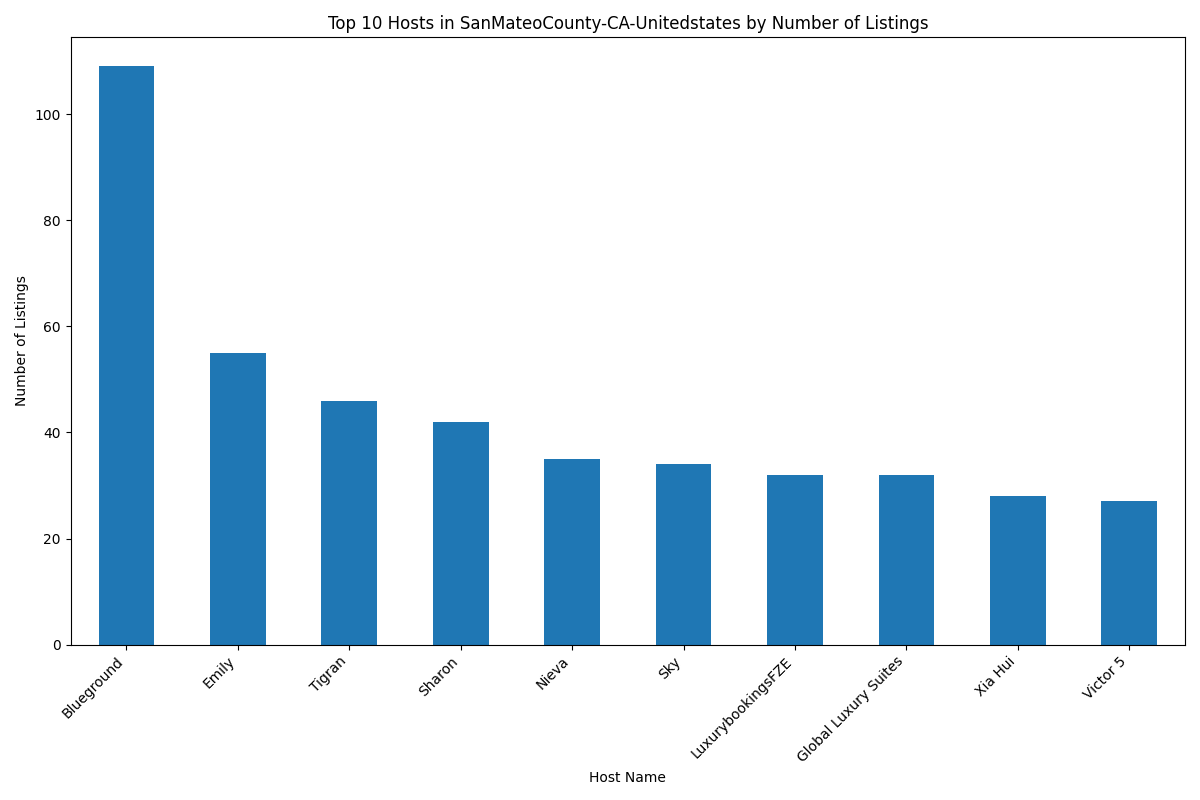 Top 10 Hosts in SanMateoCounty-CA-Unitedstates by Number of Listings
Number of Listings
100
80
60
40
20
0
Blueground
Emily
Tigran
Sharon
Nieva
Sky
LuxurybookingsFZE
Global Luxury Suites
Xia Hui
Victor 5
Host Name